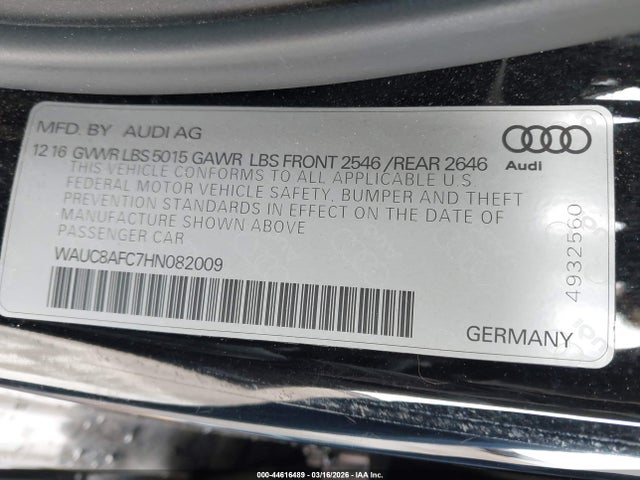 MFD. BY AUDI AG
12 16 GVWR LBS 5015 GAWR LBS FRONT 2546 / REAR 2646
THIS VEHICLE CONFORMS TO ALL APPLICABLE U.S.
FEDERAL MOTOR VEHICLE SAFETY, BUMPER AND THEFT
PREVENTION STANDARDS IN EFFECT ON THE DATE OF
MANUFACTURE SHOWN ABOVE
PASSENGER CAR
WAUC8AFC7HN082009
Audi
4932560
GERMANY
000-44616489 - 03/16/2026 - IAAI.com